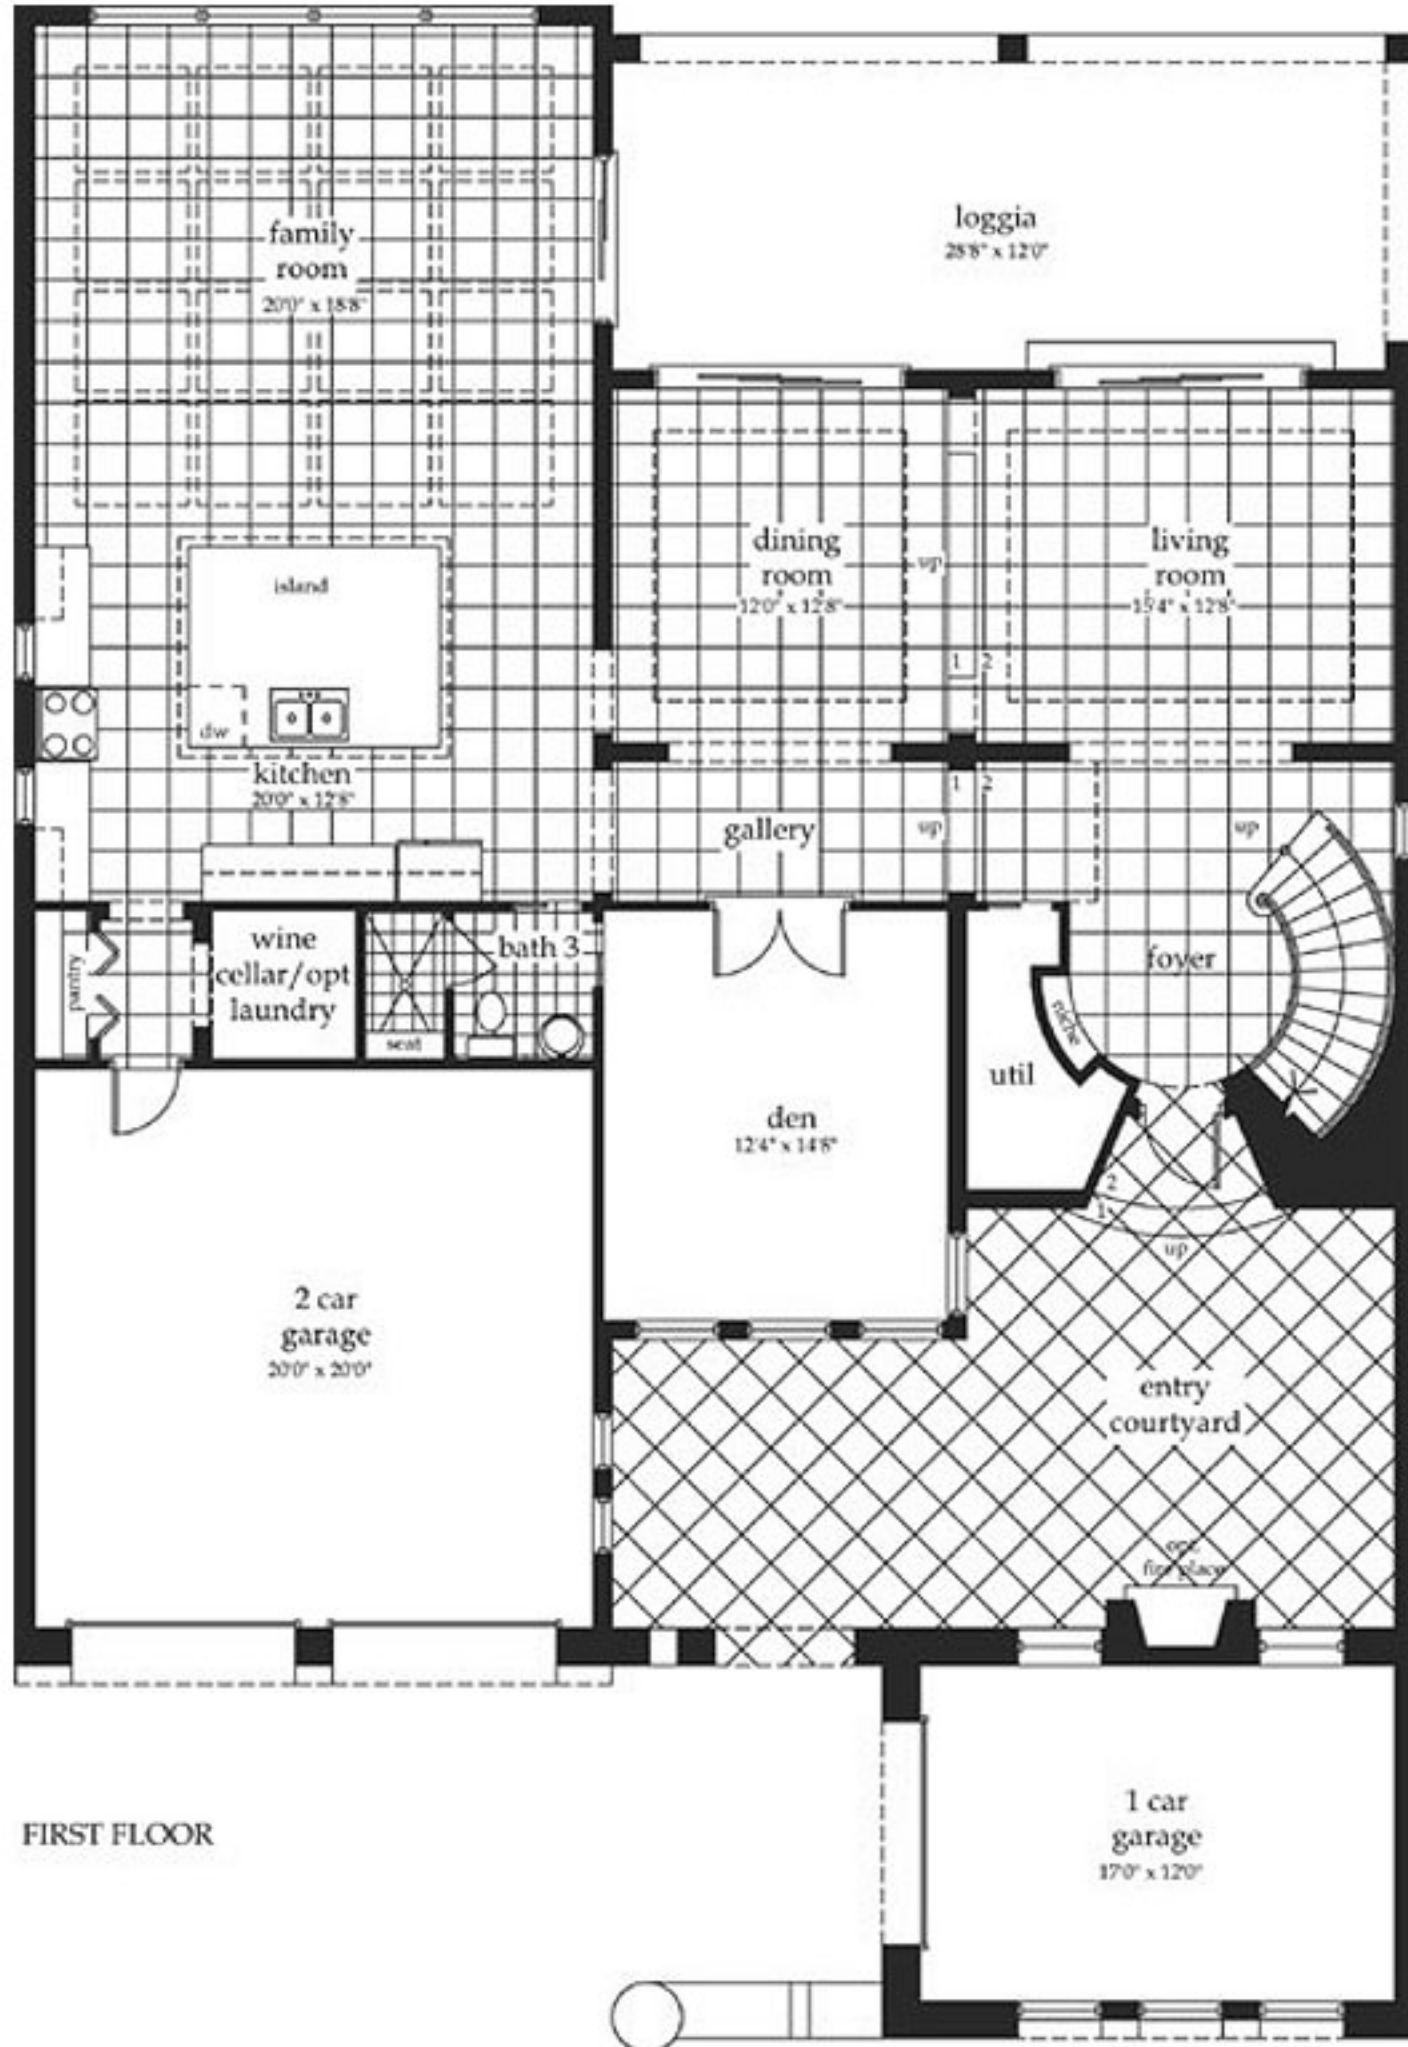 family
room
20'0" x 18'8"
loggia
28'8" x 12'0"
island
dw
kitchen
20'0" x 12'8"
dining
room
12'0" x 12'8"
up
1 2
living
room
15'4" x 12'8"
gallery
up
1 2
up
foyer
niche
util
pantry
wine
cellar/opt
laundry
seat
bath 3
den
12'4" x 14'8"
2
1
up
2 car
garage
20'0" x 20'0"
entry
courtyard
opt.
fire place
1 car
garage
17'0" x 12'0"
FIRST FLOOR